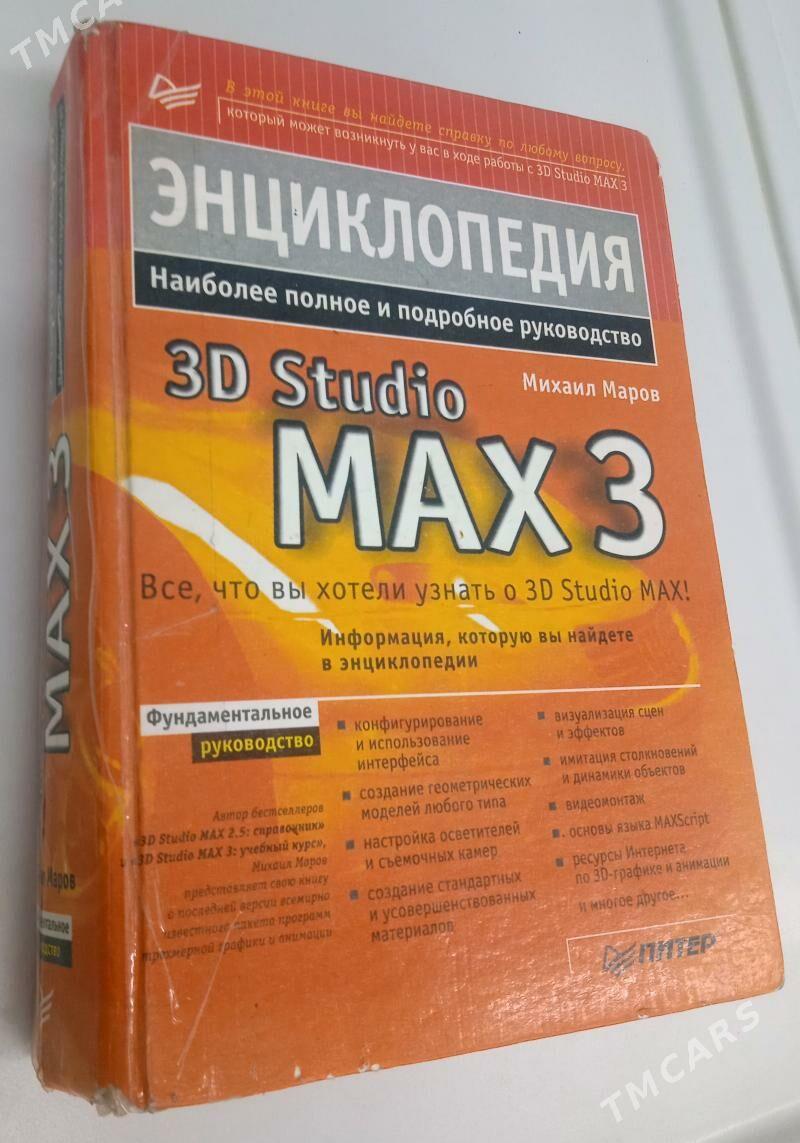 TMCARS
В этой книге вы найдете справку по любому вопросу,
который может возникнуть у вас в ходе работы с 3D Studio MAX 3
ЭНЦИКЛОПЕДИЯ
Наиболее полное и подробное руководство
3D Studio
Михаил Маров
MAX 3
Все, что вы хотели узнать о 3D Studio MAX!
Информация, которую вы найдете
в энциклопедии
Фундаментальное
руководство
Автор бестселлеров
«3D Studio MAX 2.5: справочник»
и «3D Studio MAX 3: учебный курс»,
Михаил Маров
представляет свою книгу
о последней версии всемирно
известного пакета программ
трехмерной графики и анимации
конфигурирование
и использование
интерфейса
создание геометрических
моделей любого типа
настройка осветителей
и съемочных камер
создание стандартных
и усовершенствованных
материалов
визуализация сцен
и эффектов
имитация столкновений
и динамики объектов
видеомонтаж
основы языка MAXScript
ресурсы Интернета
по 3D-графике и анимации
и многое другое...
ПИТЕР
MAX 3
Маров
TMCARS